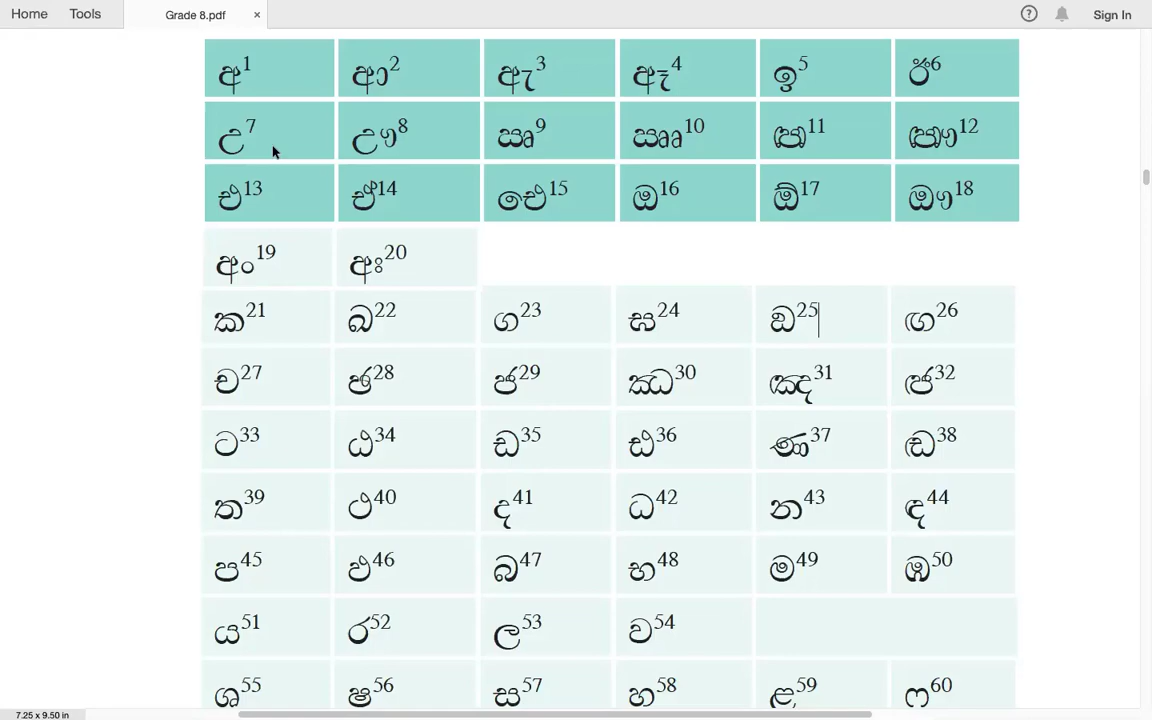 Home Tools Grade 8.pdf × Sign In
අ1 ආ2 ඇ3 ඈ4 ඉ5 ඊ6
උ7 ඌ8 ඍ9 ඎ10 ඏ11 ඐ12
එ13 ඒ14 ඓ15 ඔ16 ඕ17 ඖ18
අං19 අඃ20
ක21 ඛ22 ග23 ඝ24 ඞ25 ඟ26
ච27 ඡ28 ජ29 ඣ30 ඤ31 ඦ32
ට33 ඨ34 ඩ35 ඪ36 ණ37 ඬ38
ත39 ථ40 ද41 ධ42 න43 ඳ44
ප45 ඵ46 බ47 භ48 ම49 ඹ50
ය51 ර52 ල53 ව54
ශ55 ෂ56 ස57 හ58 ළ59 ෆ60
7.25 x 9.50 in